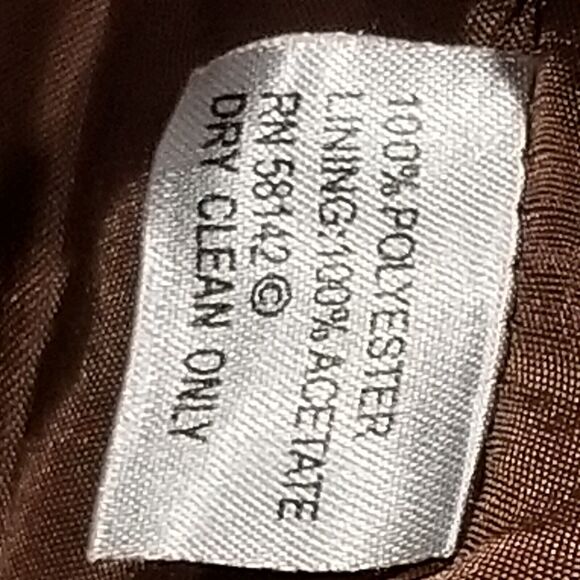 100% POLYESTER
LINING:100% ACETATE
RN 58142 ©
DRY CLEAN ONLY